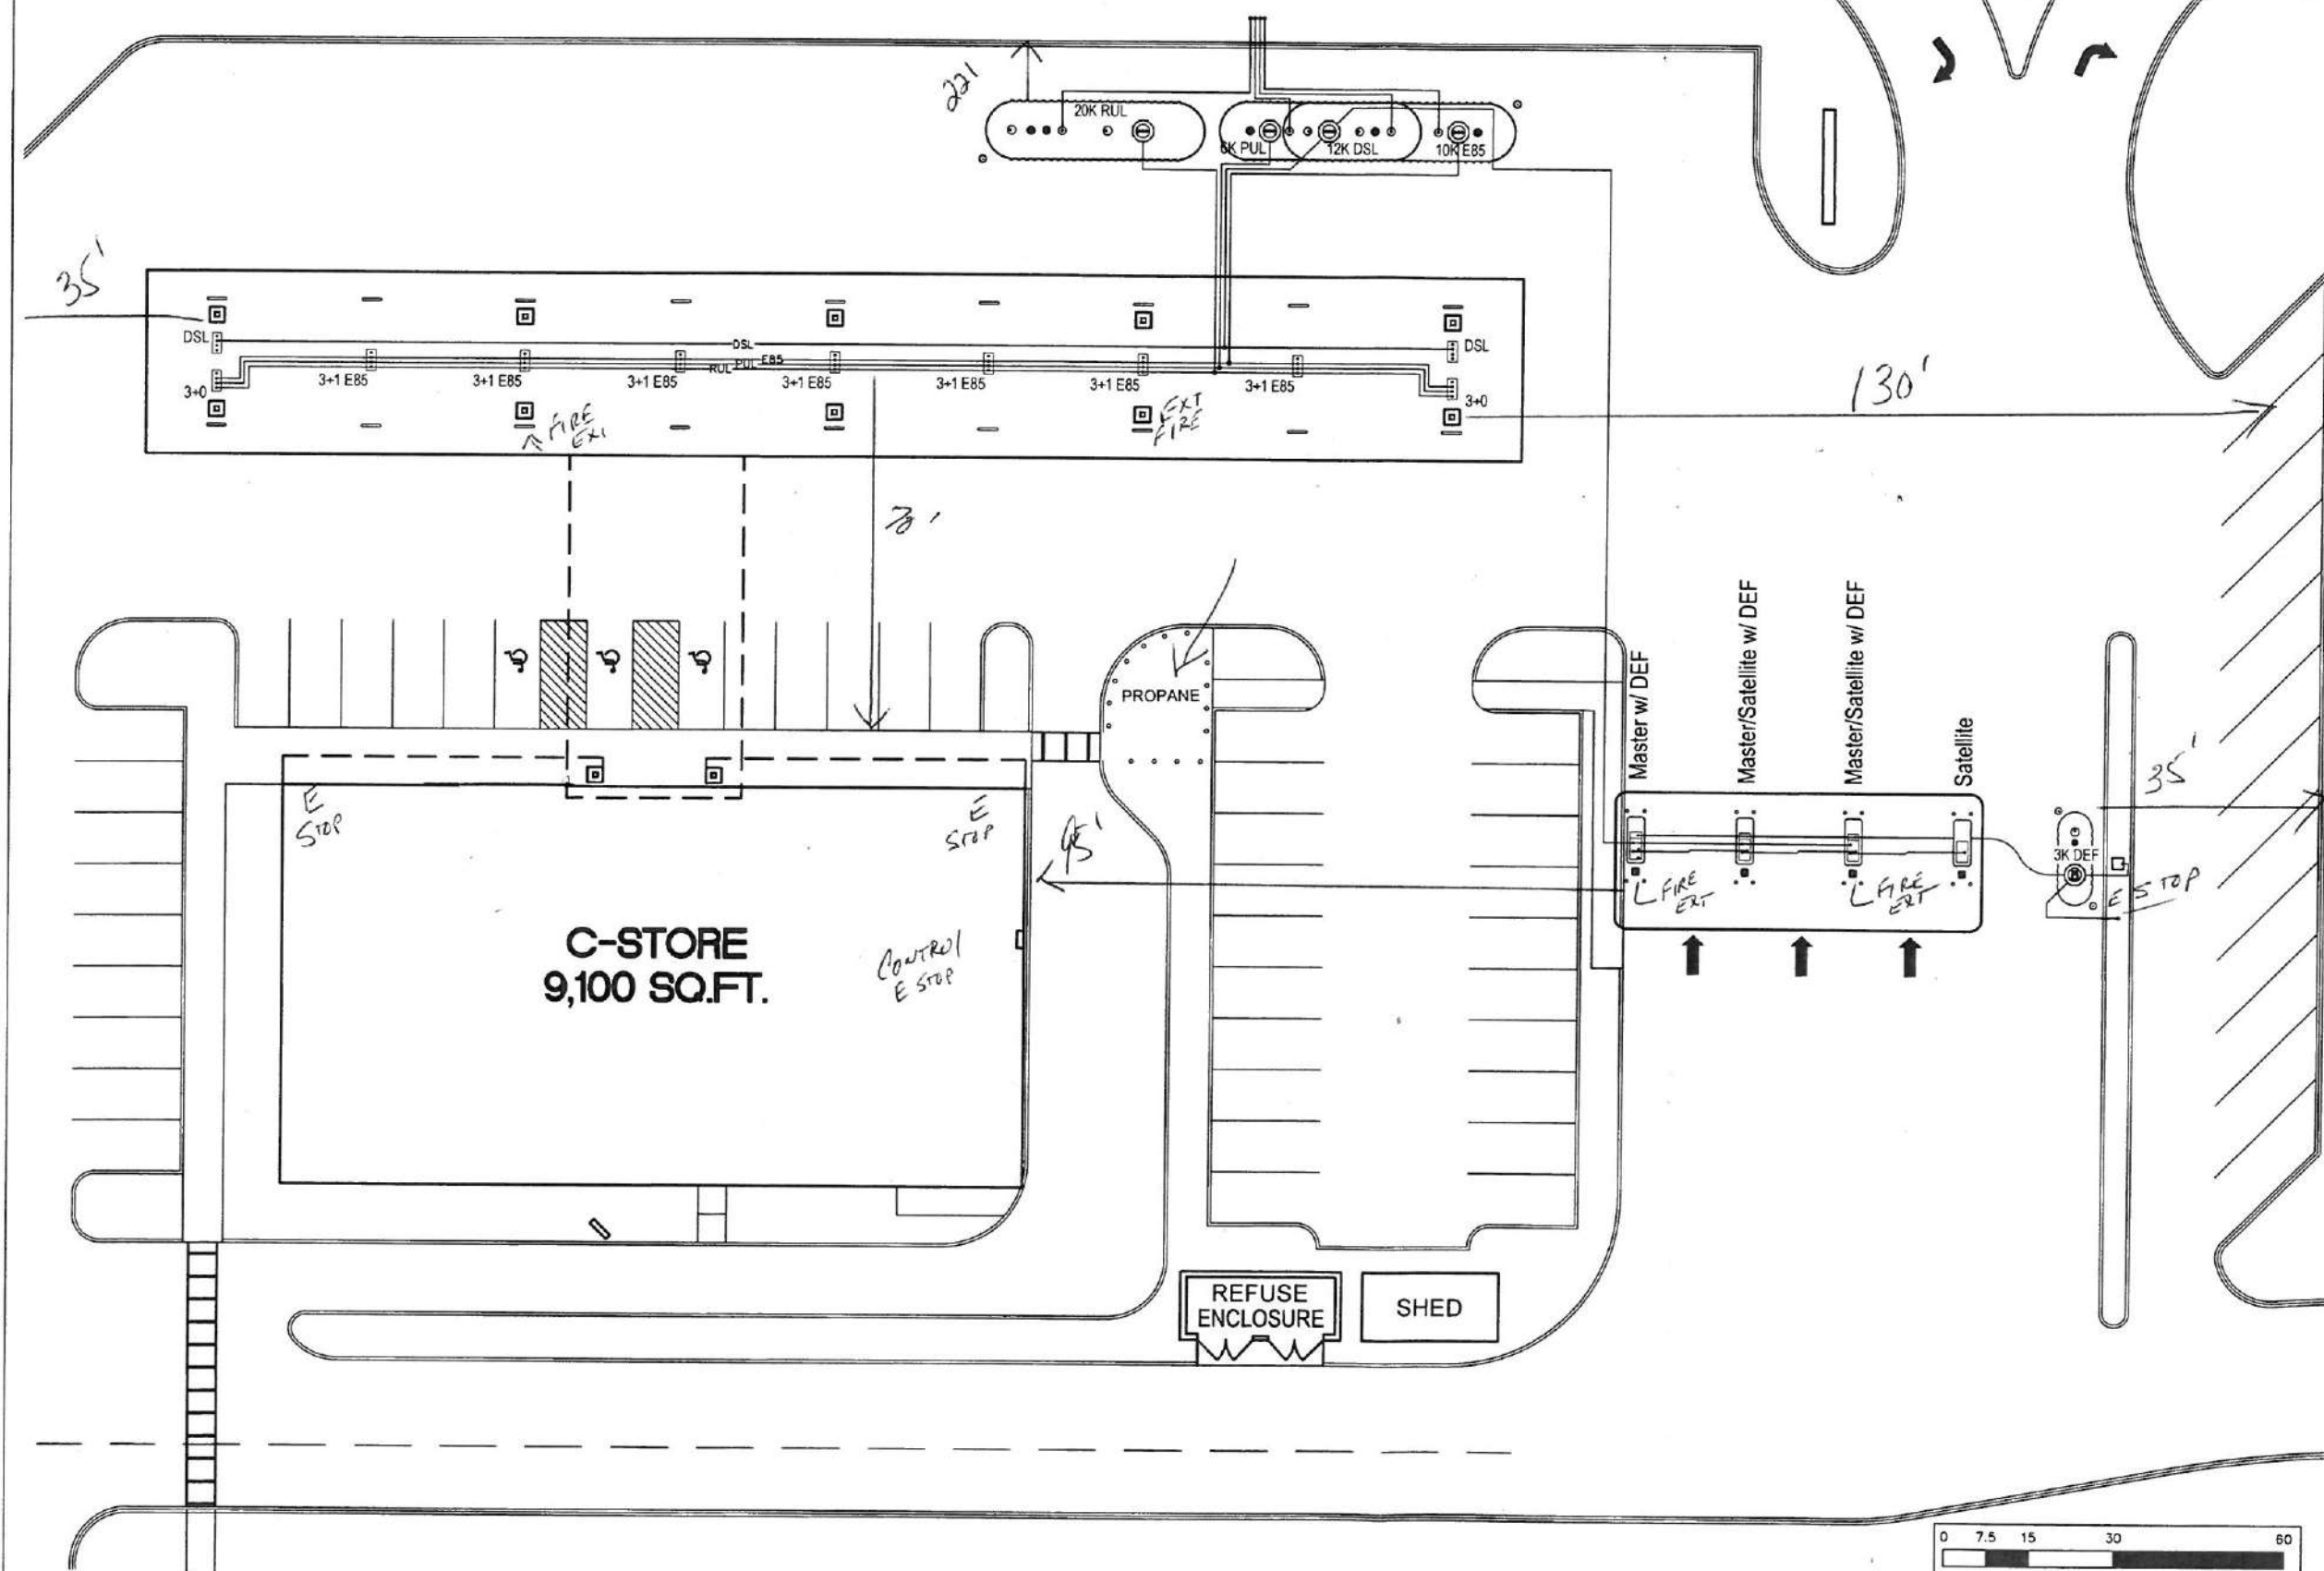 20K RUL
6K PUL
12K DSL
10K E85
35'
DSL
DSL
DSL
RUL PUL E85
3+1 E85
3+1 E85
3+1 E85
3+1 E85
3+1 E85
3+1 E85
3+1 E85
3+0
3+0
130'
FIRE
EXT
EXT
FIRE
Master w/ DEF
Master/Satellite w/ DEF
Master/Satellite w/ DEF
Satellite
PROPANE
35'
E
STOP
E
STOP
3K DEF
FIRE
EXT
FIRE
EXT
E STOP
C-STORE
9,100 SQ.FT.
CONTROL
E STOP
REFUSE
ENCLOSURE
SHED
0 7.5 15 30 60